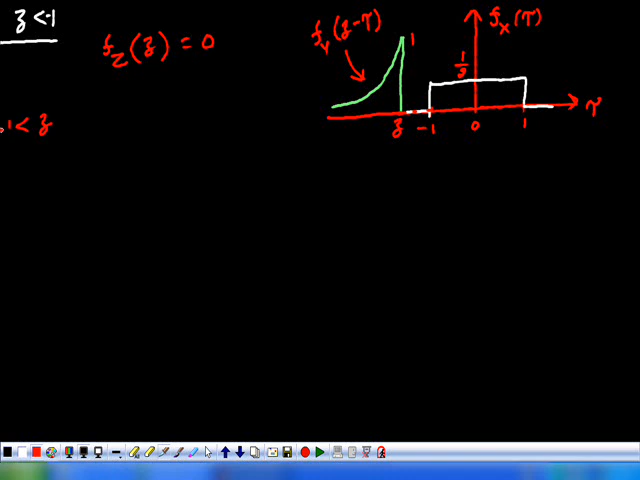 z < -1
f_Z(z) = 0
f_Y(z-τ)
1
f_X(τ)
1/2
z -1 0 1 τ
-1 < z